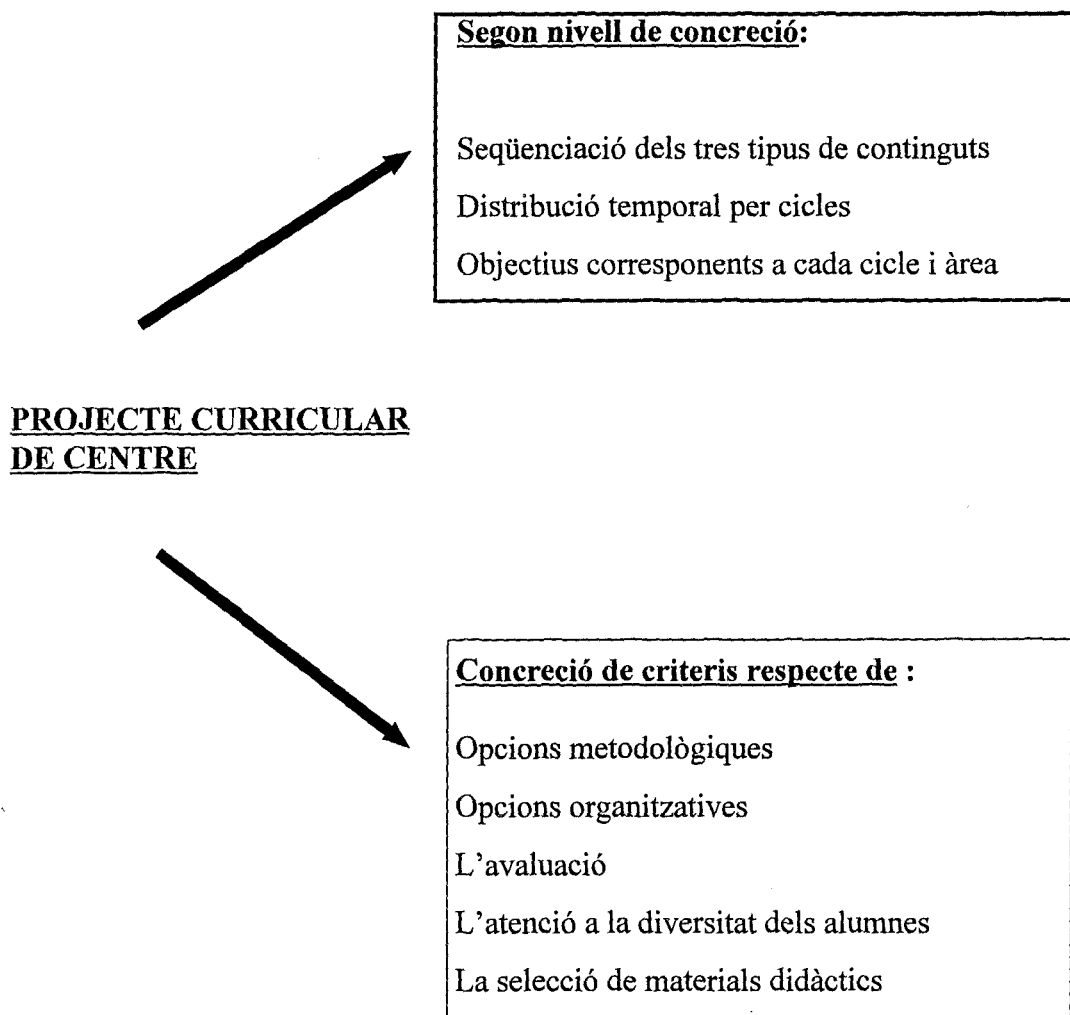 Segon nivell de concreció:
Seqüenciació dels tres tipus de continguts
Distribució temporal per cicles
Objectius corresponents a cada cicle i àrea
PROJECTE CURRICULAR
DE CENTRE
Concreció de criteris respecte de :
Opcions metodològiques
Opcions organitzatives
L'avaluació
L'atenció a la diversitat dels alumnes
La selecció de materials didàctics